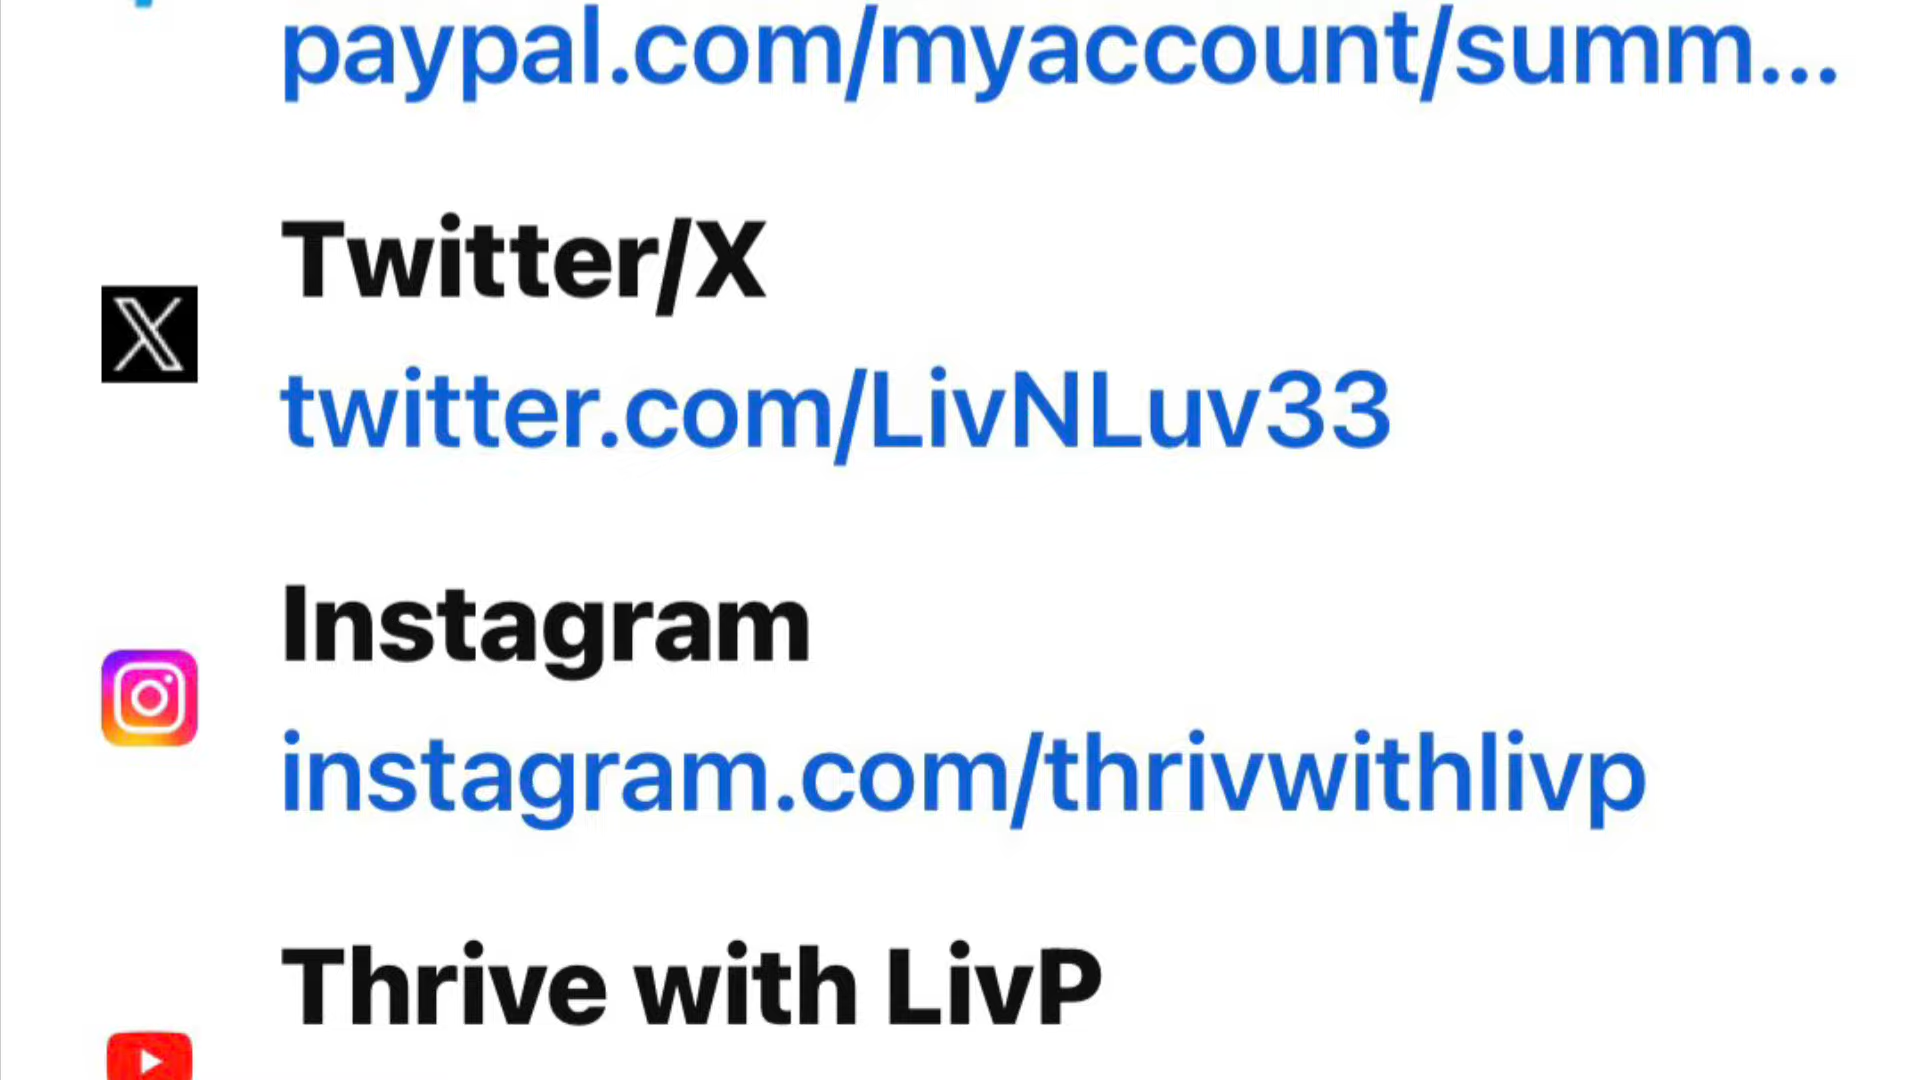 paypal.com/myaccount/summ...
Twitter/X
twitter.com/LivNLuv33
Instagram
instagram.com/thrivwithlivp
Thrive with LivP